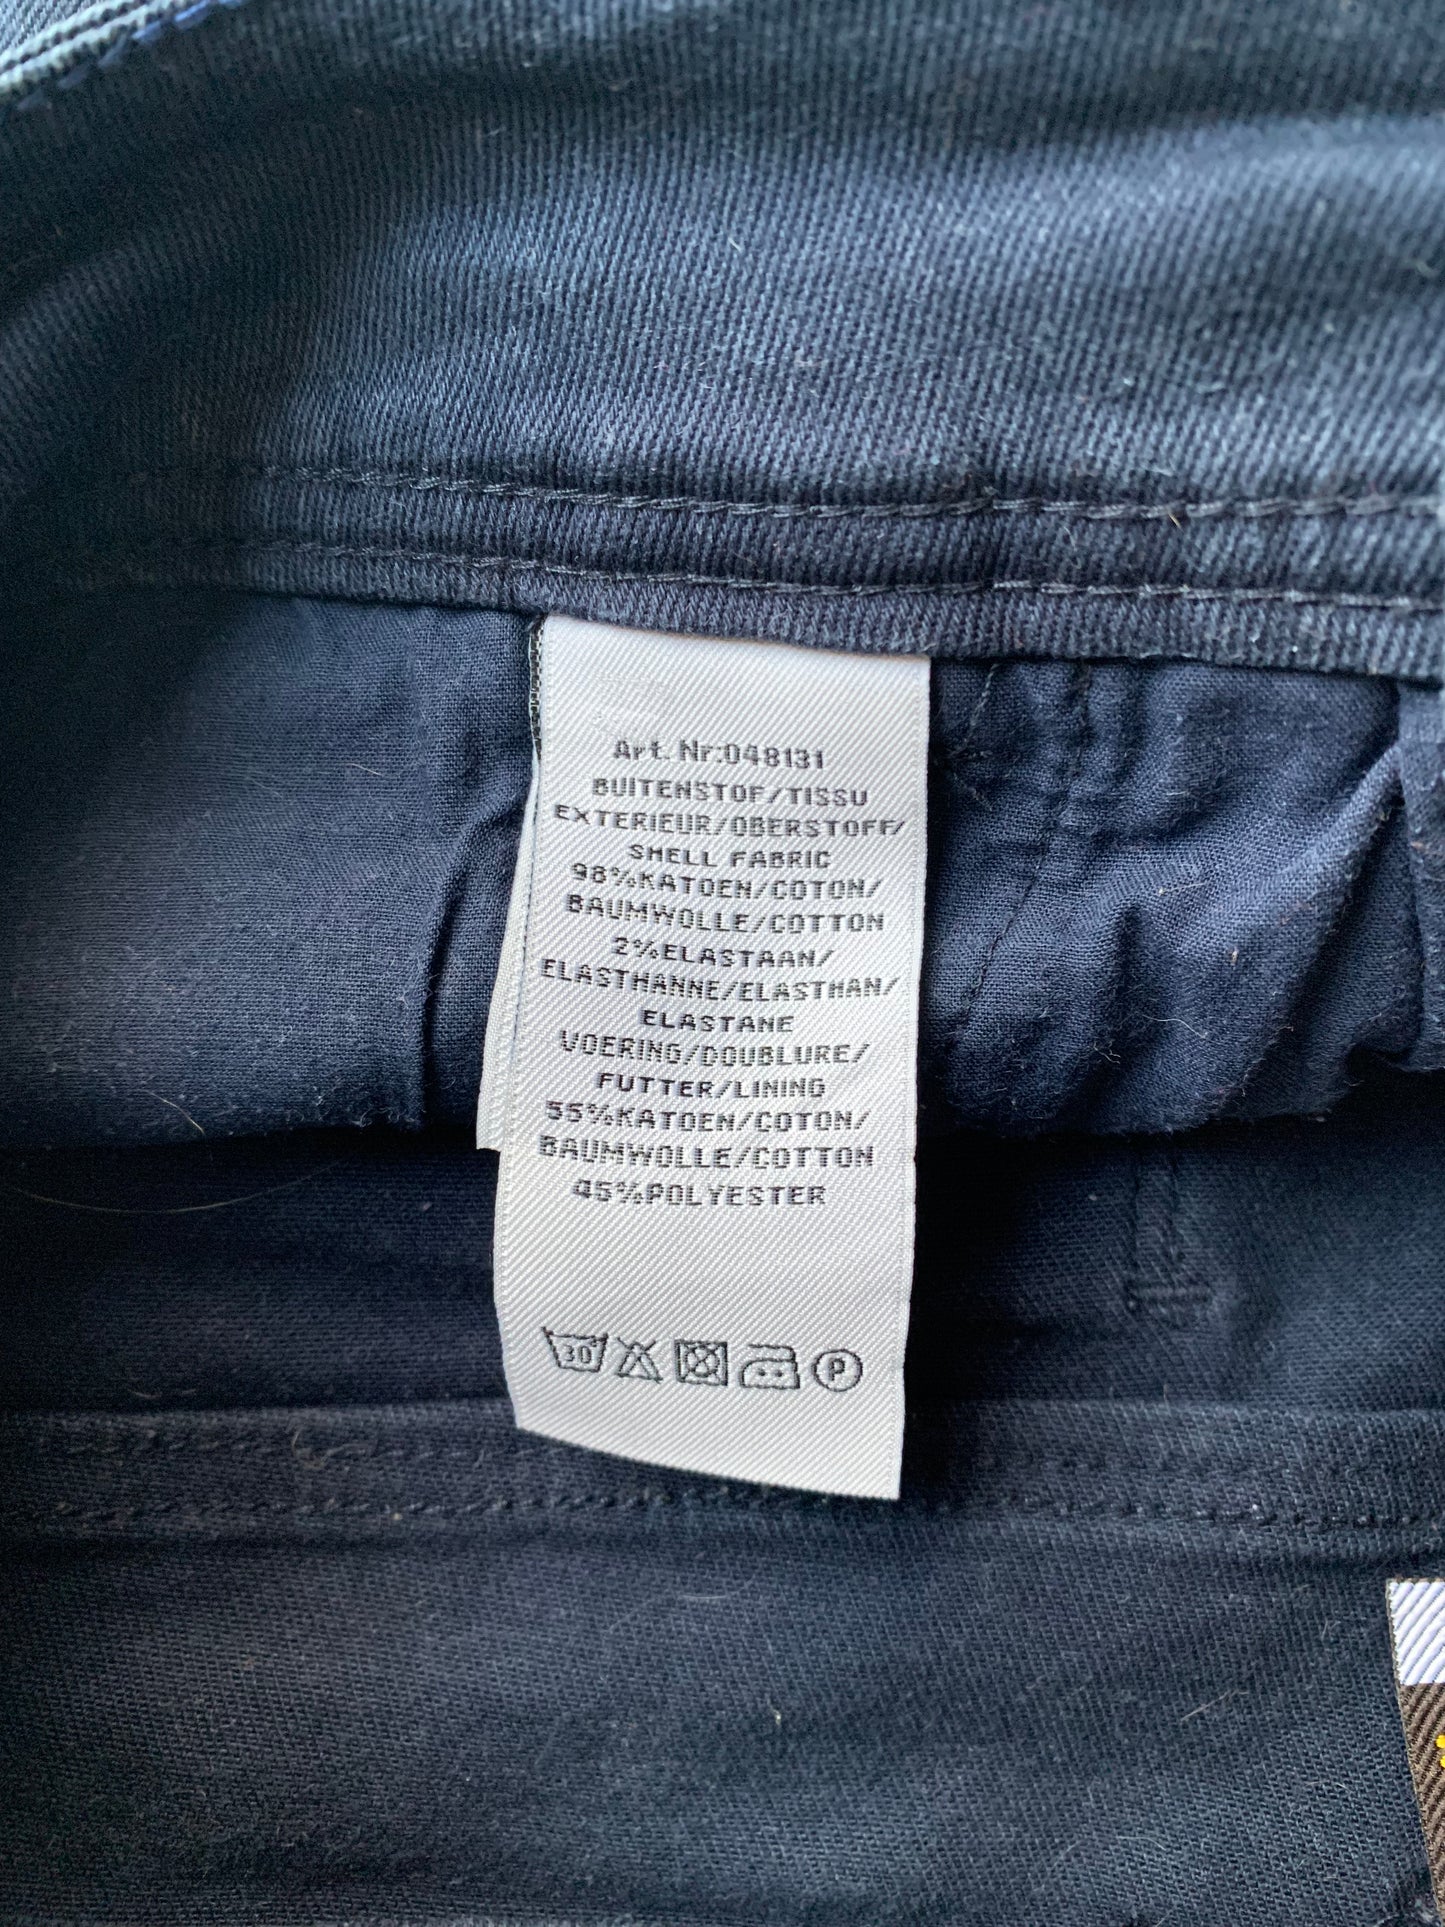 Art. Nr:048131
BUITENSTOF/TISSU
EXTERIEUR/OBERSTOFF/
SHELL FABRIC
98%KATOEN/COTON/
BAUMWOLLE/COTTON
2%ELASTAAN/
ELASTHANNE/ELASTHAN/
ELASTANE
VOERING/DOUBLURE/
FUTTER/LINING
55%KATOEN/COTON/
BAUMWOLLE/COTTON
45%POLYESTER
30 P